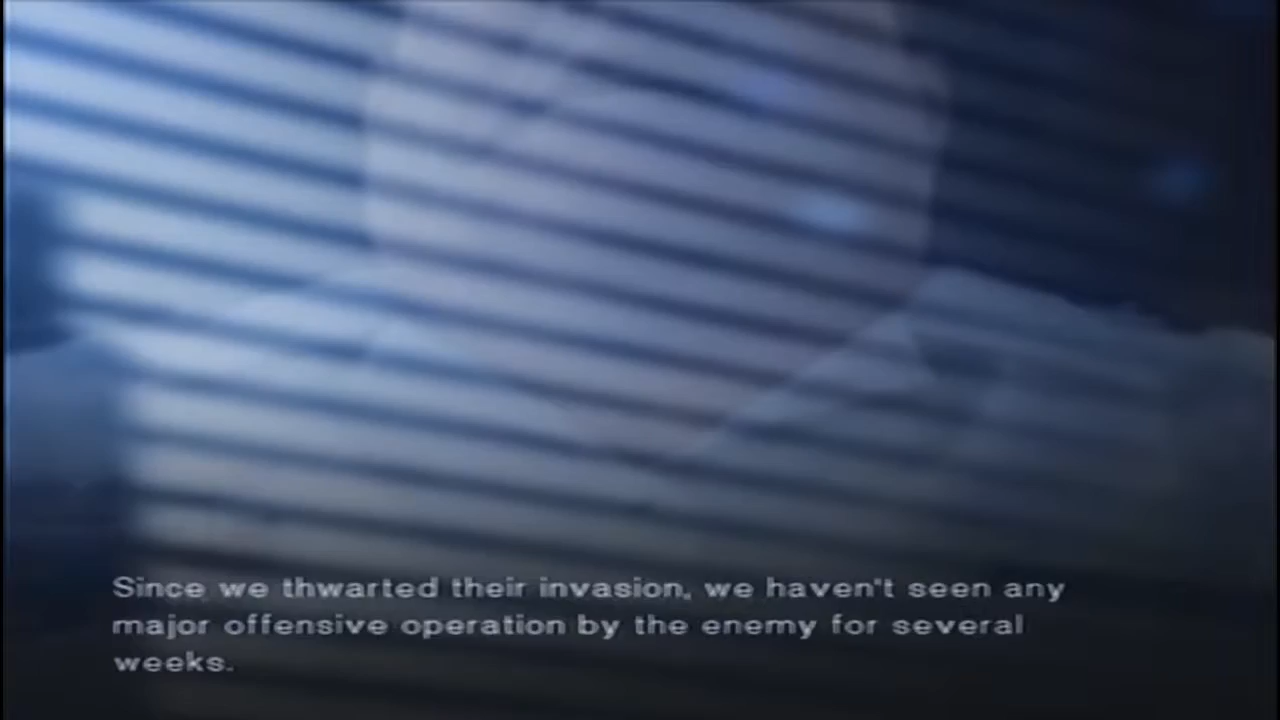 Since we thwarted their invasion, we haven't seen any
major offensive operation by the enemy for several
weeks.